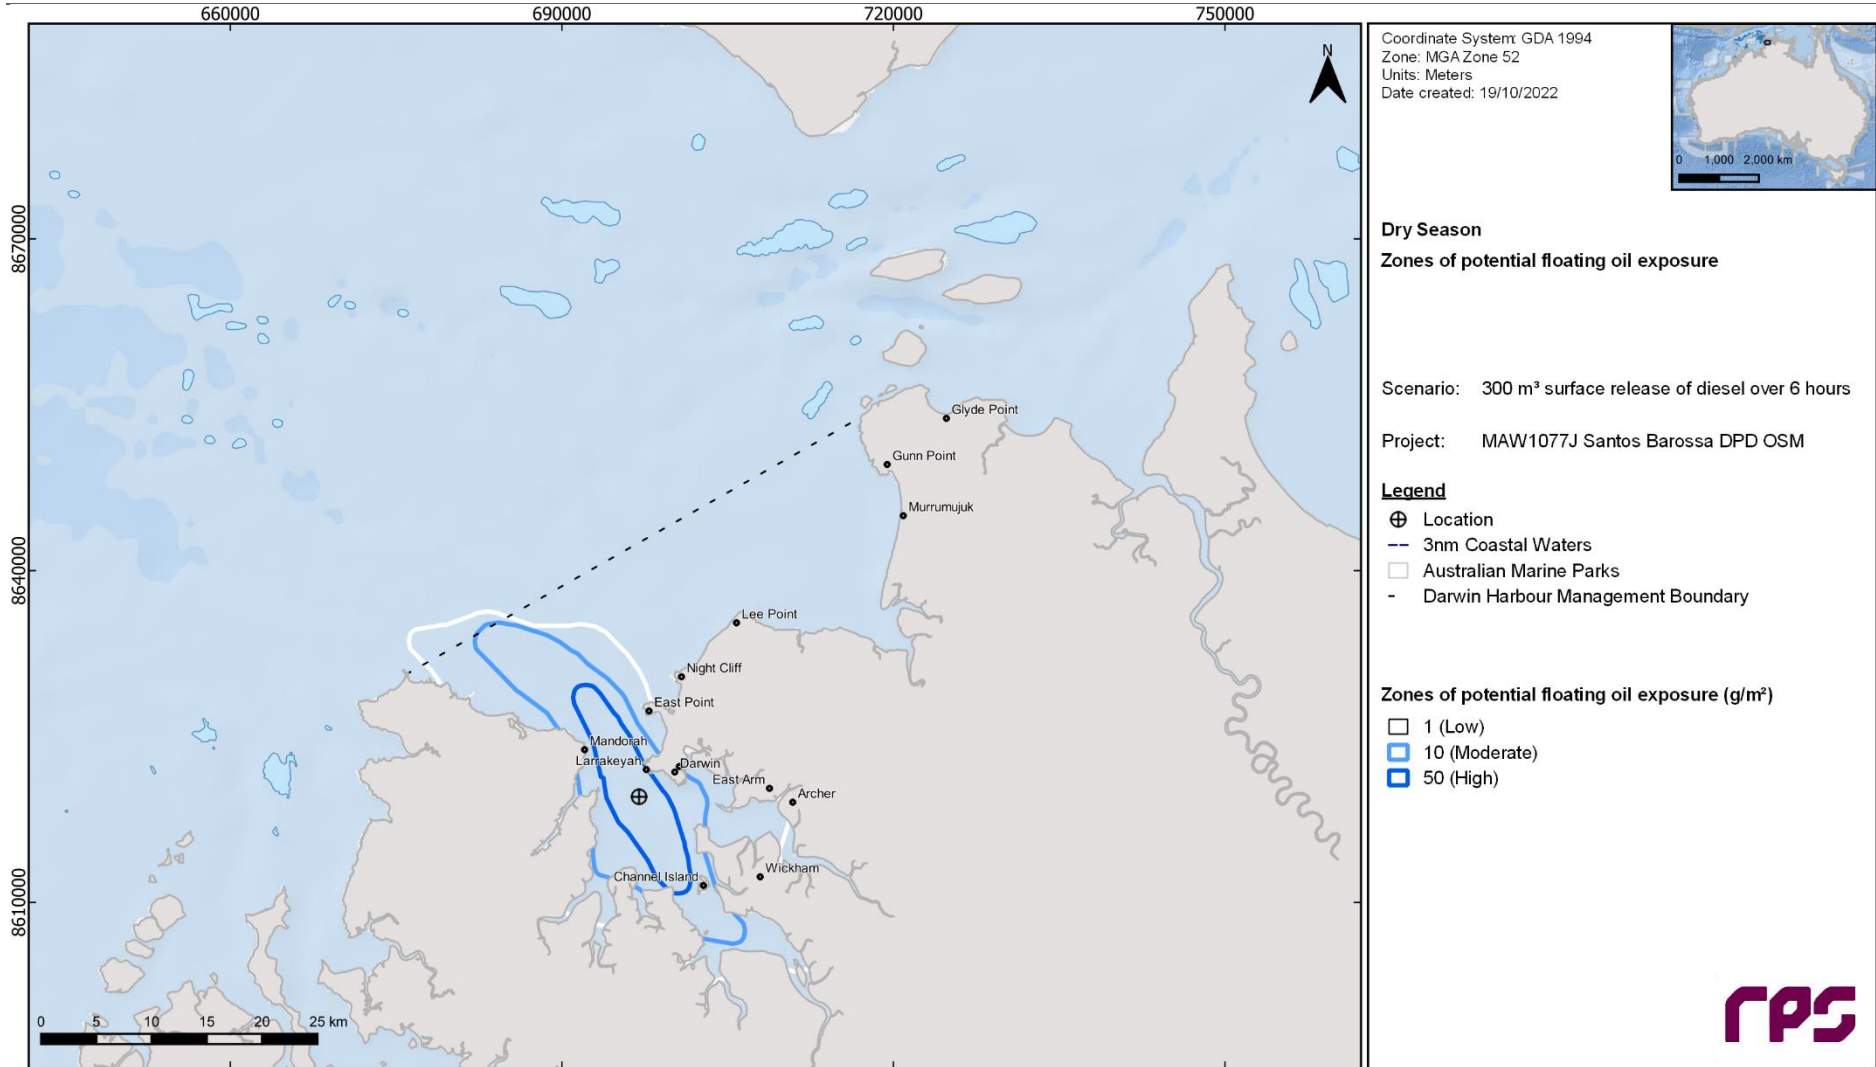 660000
690000
720000
750000
8670000
8640000
8610000
N
Glyde Point
Gunn Point
Murrumujuk
Lee Point
Night Cliff
East Point
Mandorah
Larrakeyah
Darwin
East Arm
Archer
Wickham
Channel Island
0 5 10 15 20 25 km
Coordinate System: GDA 1994
Zone: MGA Zone 52
Units: Meters
Date created: 19/10/2022
0 1,000 2,000 km
Dry Season
Zones of potential floating oil exposure
Scenario: 300 m³ surface release of diesel over 6 hours
Project: MAW1077J Santos Barossa DPD OSM
Legend
Location
3nm Coastal Waters
Australian Marine Parks
Darwin Harbour Management Boundary
Zones of potential floating oil exposure (g/m²)
1 (Low)
10 (Moderate)
50 (High)
rps